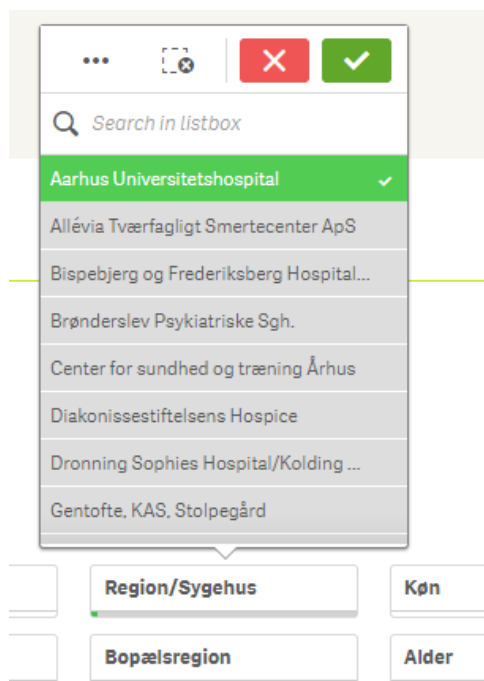 Search in listbox
Aarhus Universitetshospital
Allévia Tværfagligt Smertecenter ApS
Bispebjerg og Frederiksberg Hospital...
Brønderslev Psykiatriske Sgh.
Center for sundhed og træning Århus
Diakonissestiftelsens Hospice
Dronning Sophies Hospital/Kolding ...
Gentofte, KAS, Stolpegård
Region/Sygehus
Køn
Bopælsregion
Alder